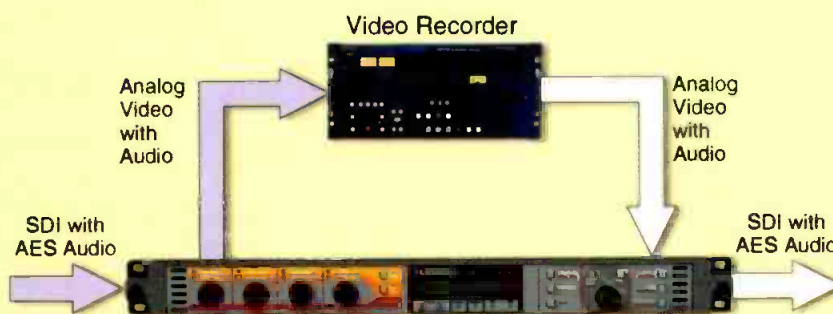 Video Recorder
Analog
Video
with
Audio
Analog
Video
with
Audio
SDI with
AES Audio
SDI with
AES Audio